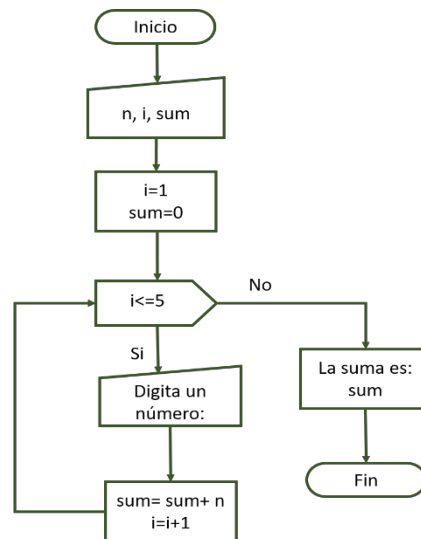 Inicio
n, i, sum
i=1
sum=0
i<=5
No
Si
Digita un
número:
La suma es:
sum
sum= sum+ n
i=i+1
Fin